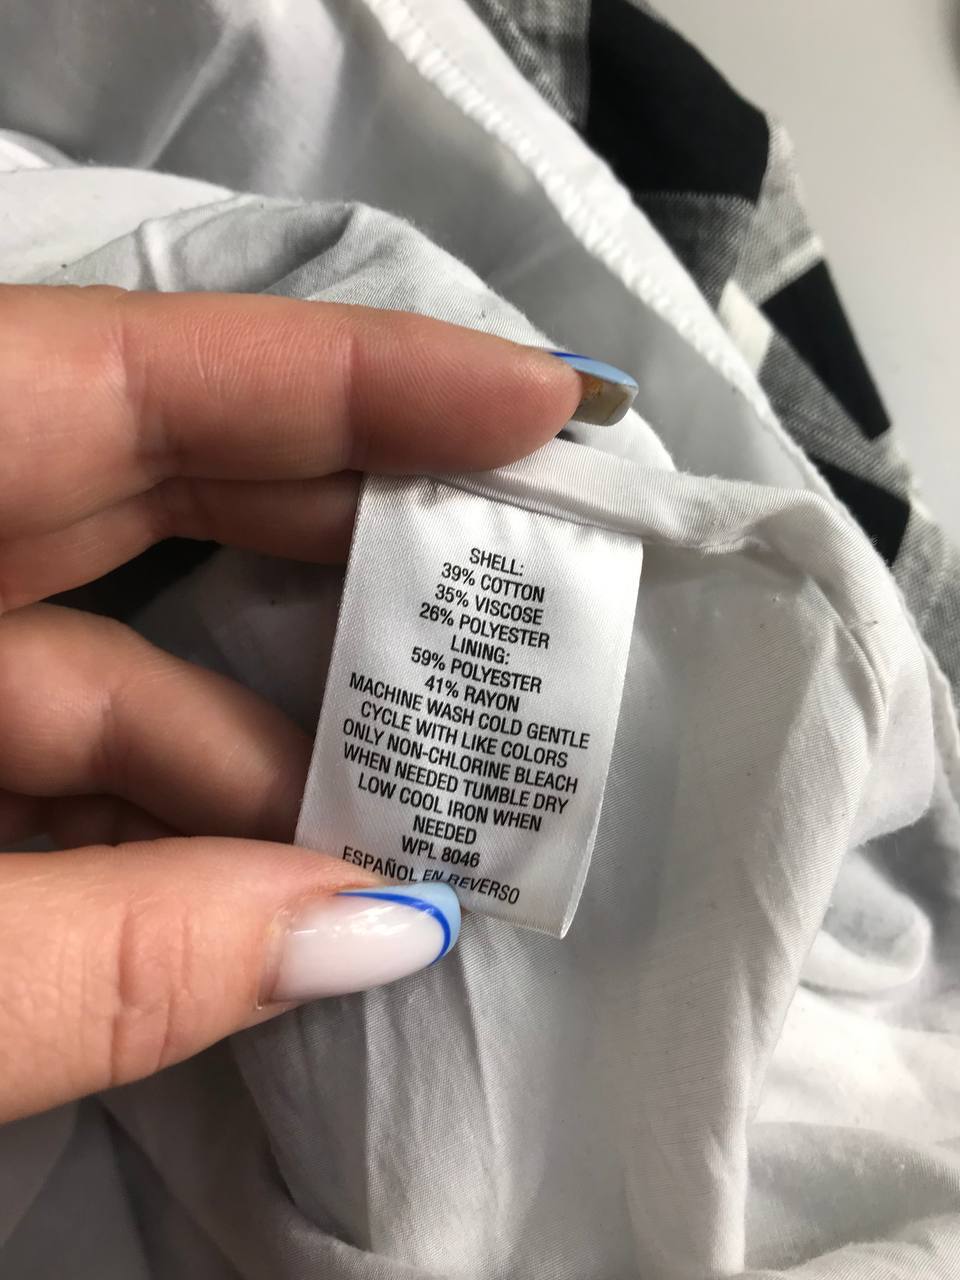 SHELL:
39% COTTON
35% VISCOSE
26% POLYESTER
LINING:
59% POLYESTER
41% RAYON
MACHINE WASH COLD GENTLE
CYCLE WITH LIKE COLORS
ONLY NON-CHLORINE BLEACH
WHEN NEEDED TUMBLE DRY
LOW COOL IRON WHEN
NEEDED
WPL 8046
ESPAÑOL EN REVERSO